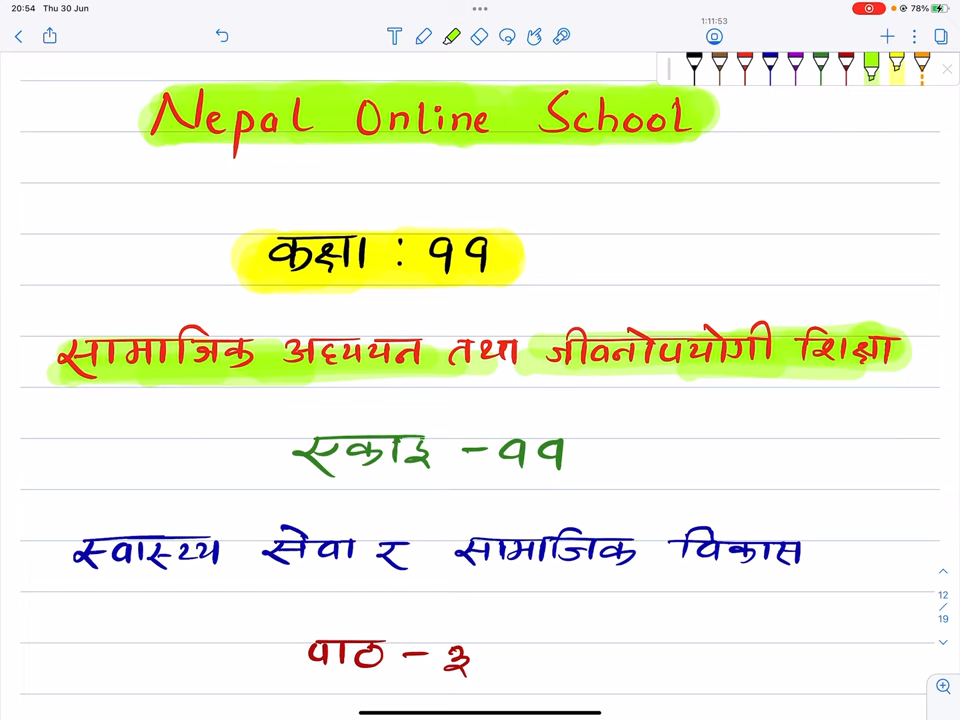 20:54 Thu 30 Jun
78%
1:11:53
Nepal Online School
कक्षा : ११
सामाजिक अध्ययन तथा जीवनोपयोगी शिक्षा
एकाइ - ११
स्वास्थ्य सेवा र सामाजिक विकास
12
/
19
पाठ - ३